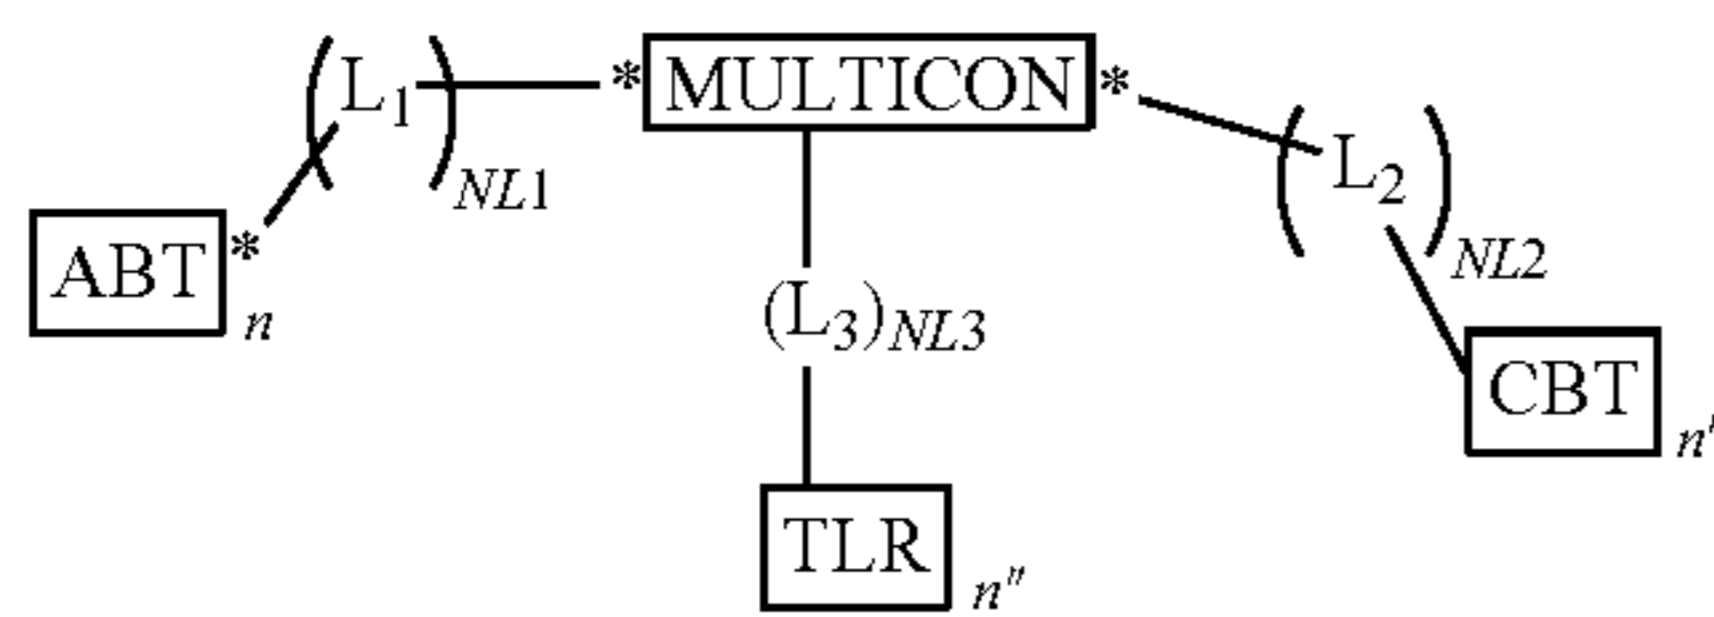 (L₁)NL1 * MULTICON * (L₂)NL2
ABT * n
(L₃)NL3
CBT n'
TLR n"